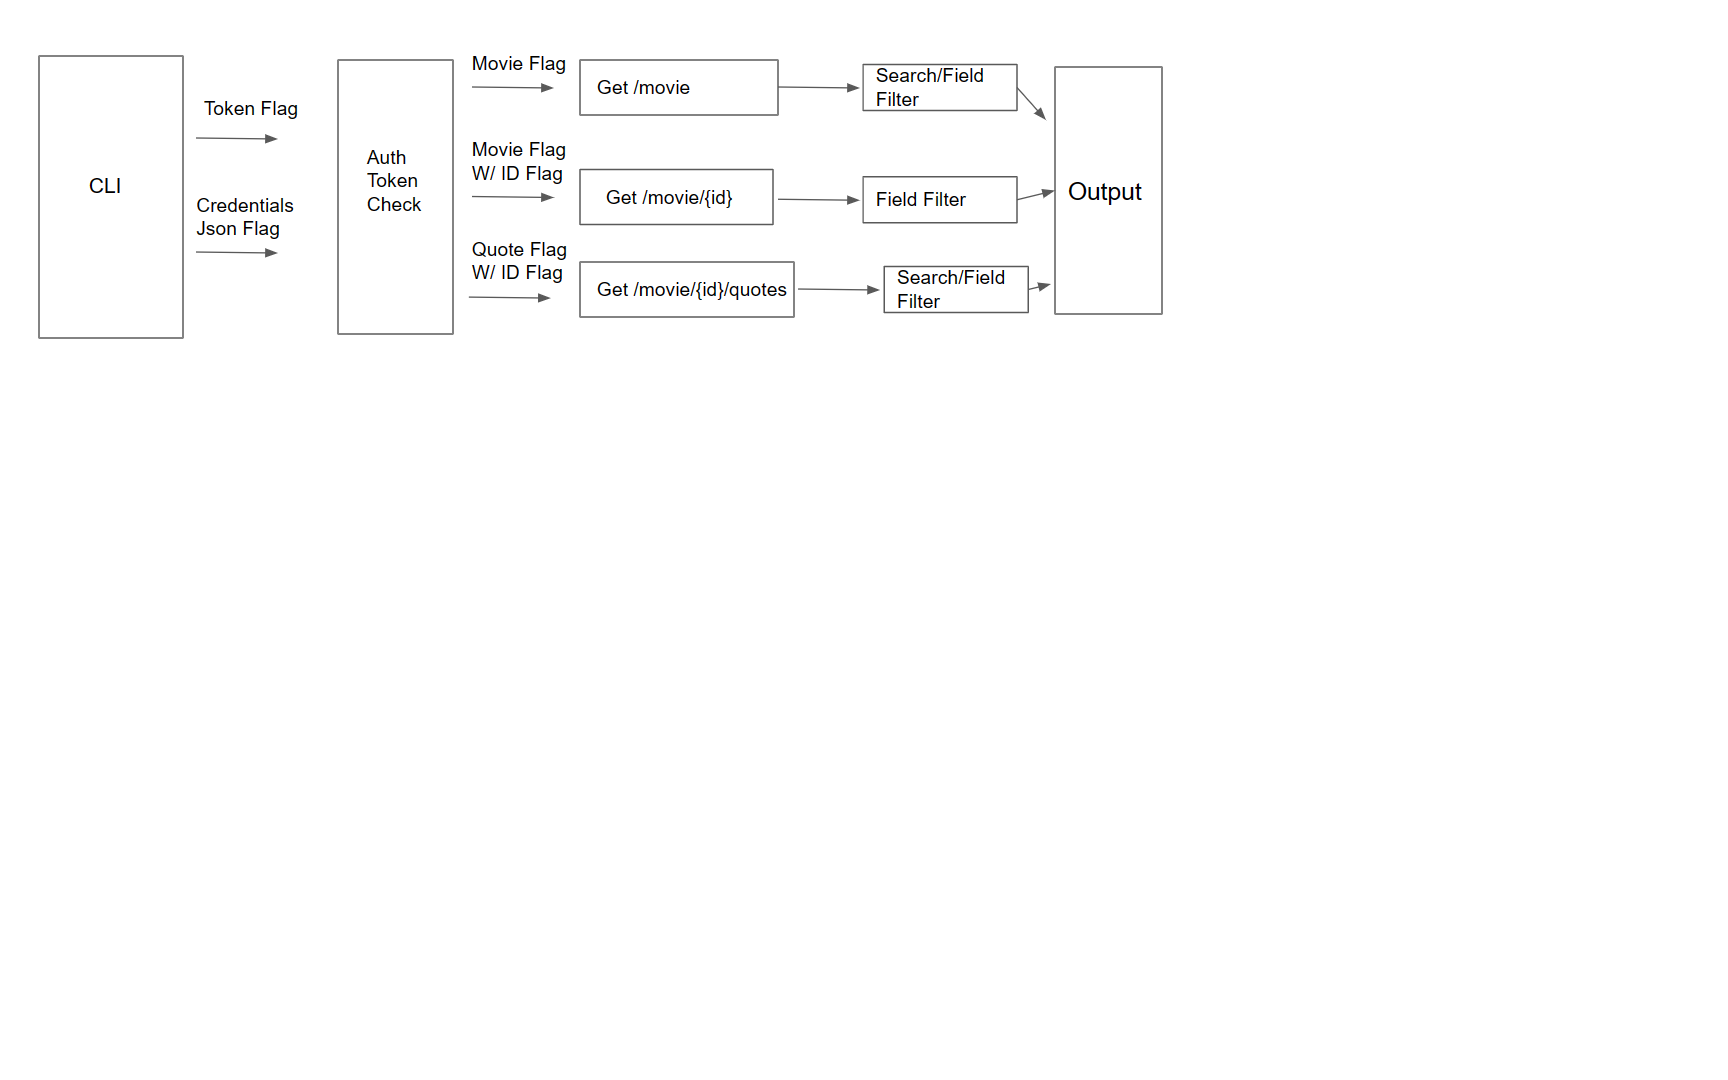 CLI
Token Flag
Credentials
Json Flag
Auth
Token
Check
Movie Flag
Get /movie
Search/Field
Filter
Movie Flag
W/ ID Flag
Get /movie/{id}
Field Filter
Quote Flag
W/ ID Flag
Get /movie/{id}/quotes
Search/Field
Filter
Output